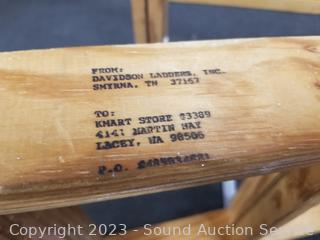 FROM:
DAVIDSON LADDERS, INC.
SMYRNA, TN 37167
TO:
KMART STORE #3389
4141 MARTIN WAY
LACEY, WA 98506
P.O.
Copyright 2023 - Sound Auction Service